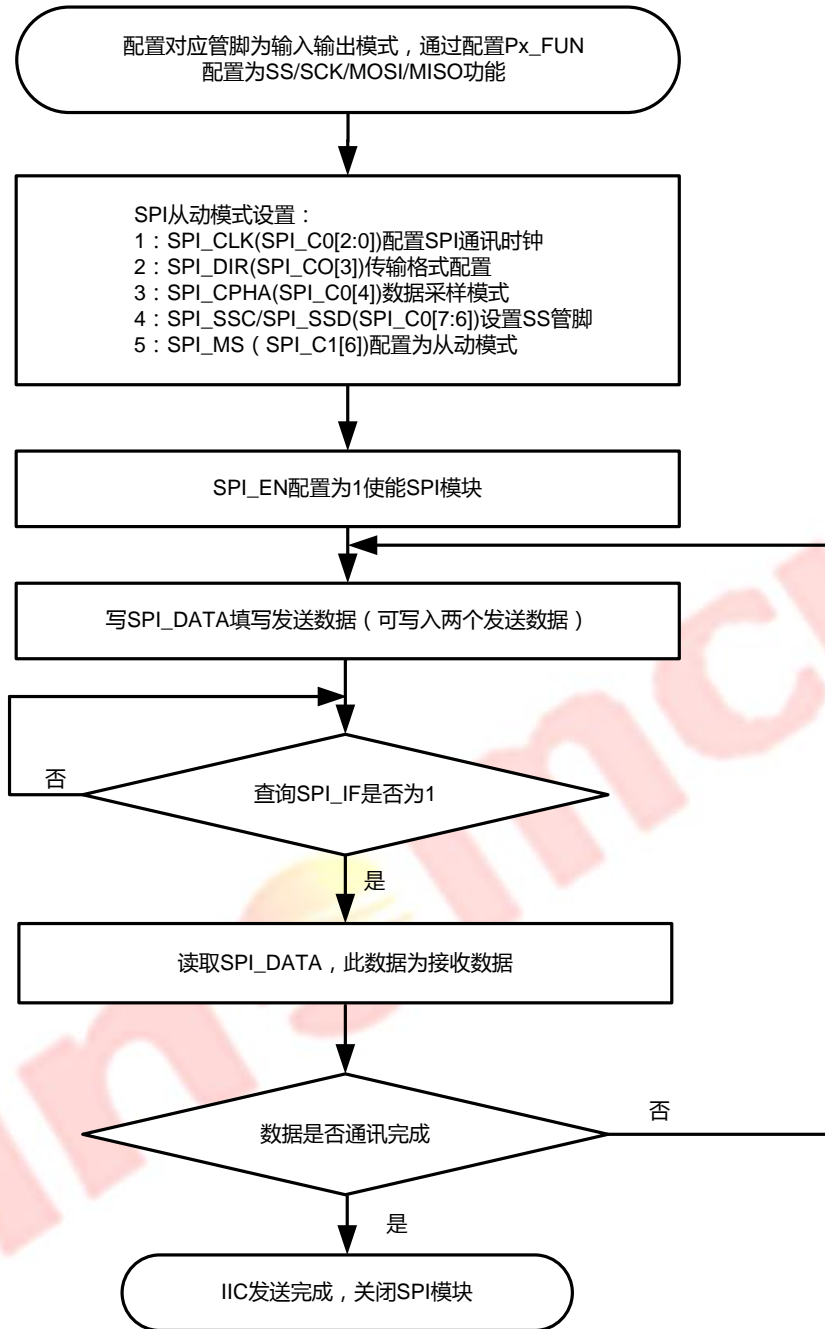 配置对应管脚为输入输出模式，通过配置Px_FUN
配置为SS/SCK/MOSI/MISO功能
SPI从动模式设置：
1：SPI_CLK(SPI_C0[2:0])配置SPI通讯时钟
2：SPI_DIR(SPI_CO[3])传输格式配置
3：SPI_CPHA(SPI_C0[4])数据采样模式
4：SPI_SSC/SPI_SSD(SPI_C0[7:6])设置SS管脚
5：SPI_MS（SPI_C1[6])配置为从动模式
SPI_EN配置为1使能SPI模块
写SPI_DATA填写发送数据（可写入两个发送数据）
否
查询SPI_IF是否为1
是
读取SPI_DATA，此数据为接收数据
数据是否通讯完成
否
是
IIC发送完成，关闭SPI模块